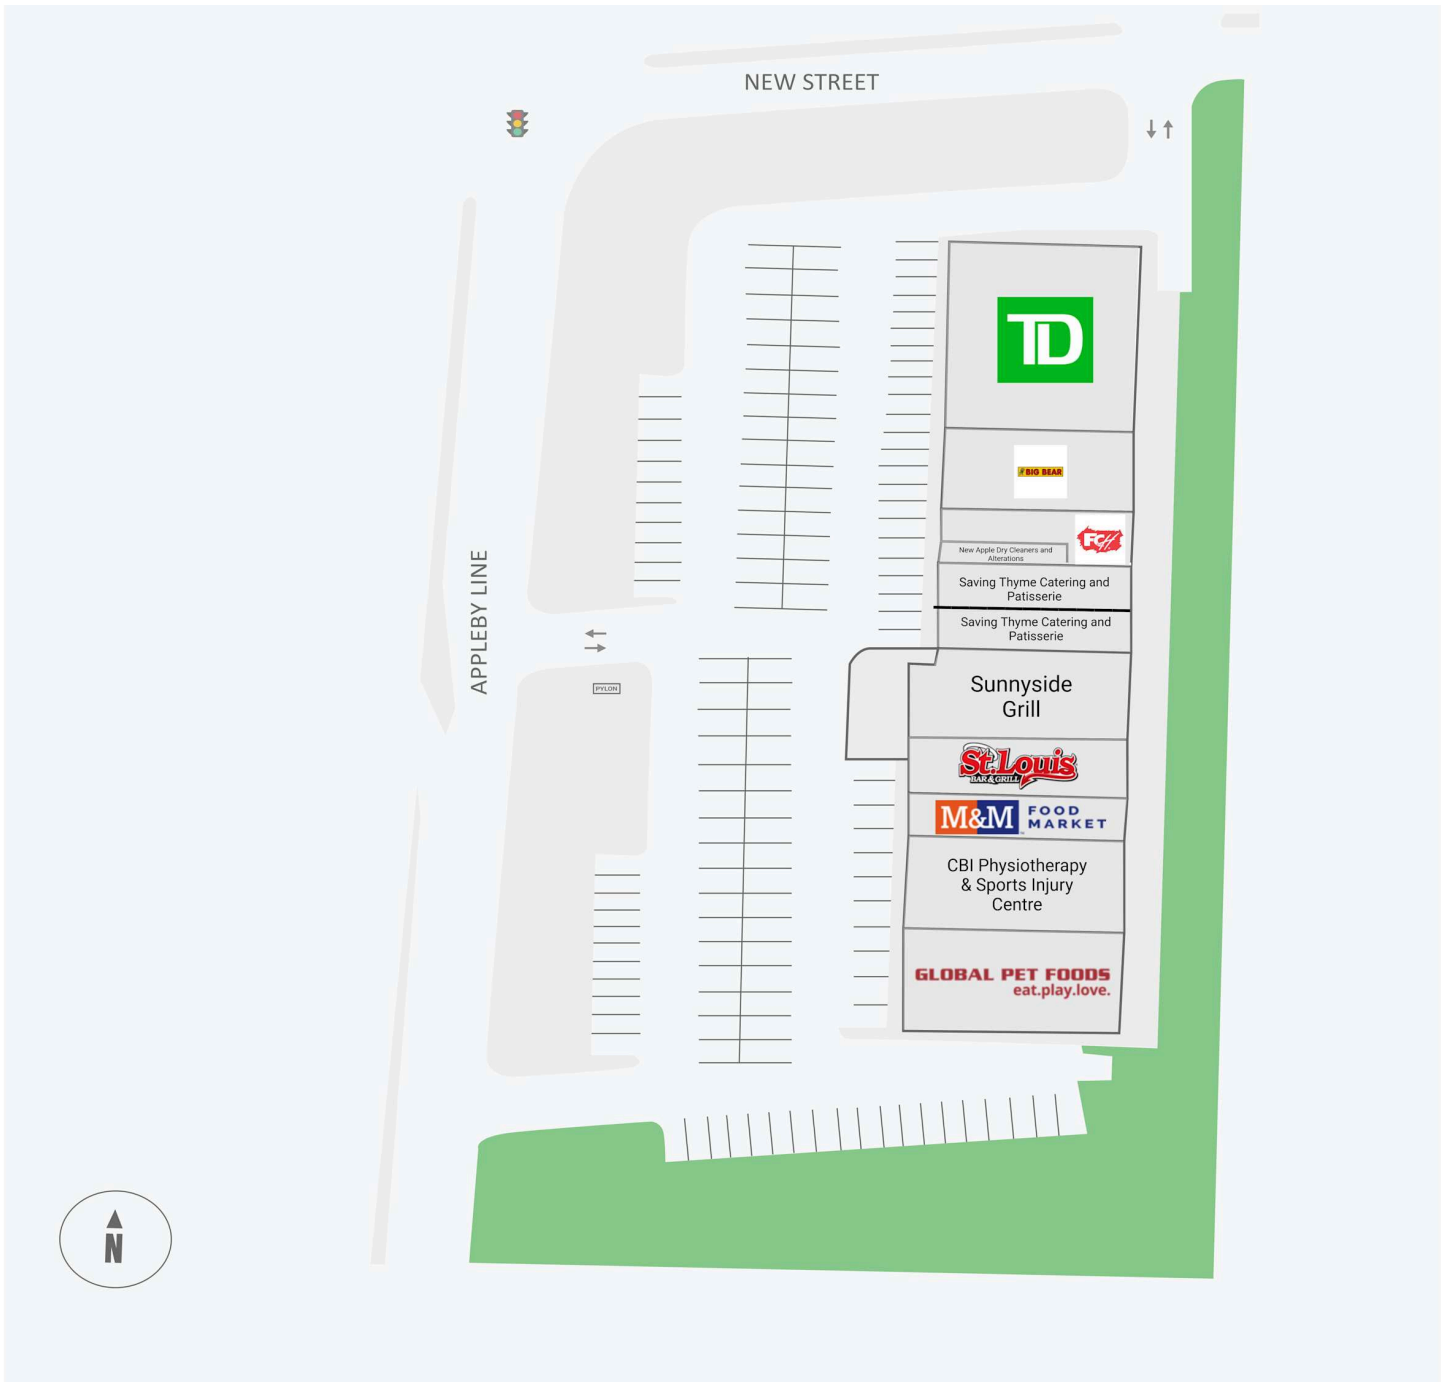 NEW STREET
TD
BIG BEAR
FCH
New Apple Dry Cleaners and
Alterations
Saving Thyme Catering and
Patisserie
Saving Thyme Catering and
Patisserie
APPLEBY LINE
PYLON
Sunnyside
Grill
St. Louis
BAR & GRILL
M&M FOOD
MARKET
CBI Physiotherapy
& Sports Injury
Centre
GLOBAL PET FOODS
eat.play.love.
N